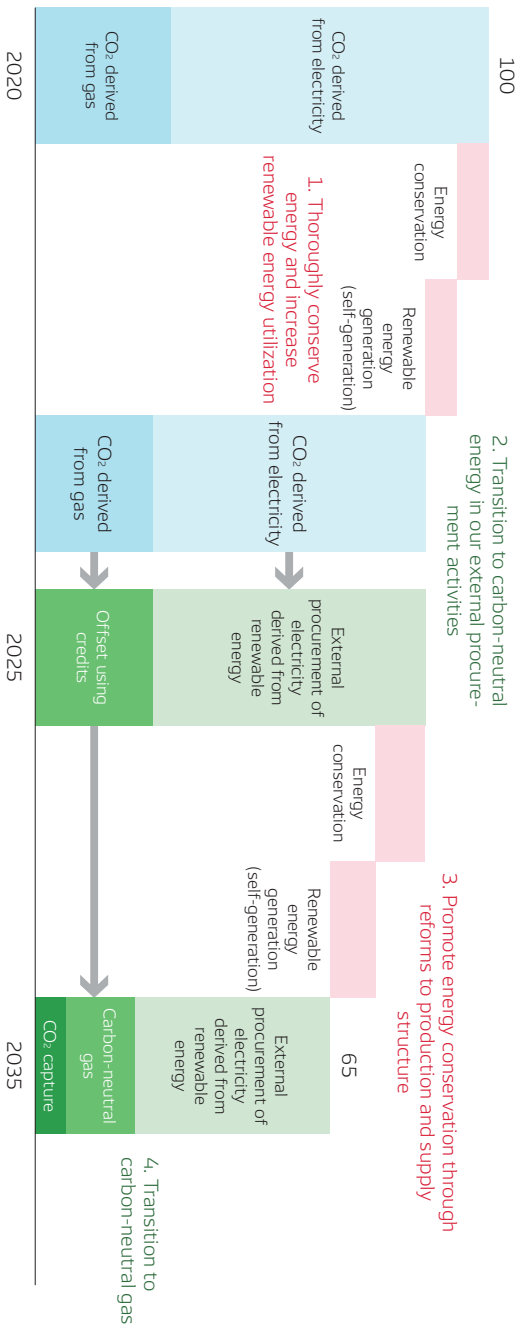 100
CO₂ derived
from electricity
CO₂ derived
from gas
2020
Energy
conservation
Renewable
energy
generation
(self-generation)
1. Thoroughly conserve
energy and increase
renewable energy utilization
2. Transition to carbon-neutral
energy in our external procure-
ment activities
CO₂ derived
from electricity
CO₂ derived
from gas
External
procurement of
electricity
derived from
renewable
energy
Offset using
credits
2025
3. Promote energy conservation through
reforms to production and supply
structure
Energy
conservation
Renewable
energy
generation
(self-generation)
65
External
procurement of
electricity
derived from
renewable
energy
Carbon-neutral
gas
CO₂ capture
2035
4. Transition to
carbon-neutral gas